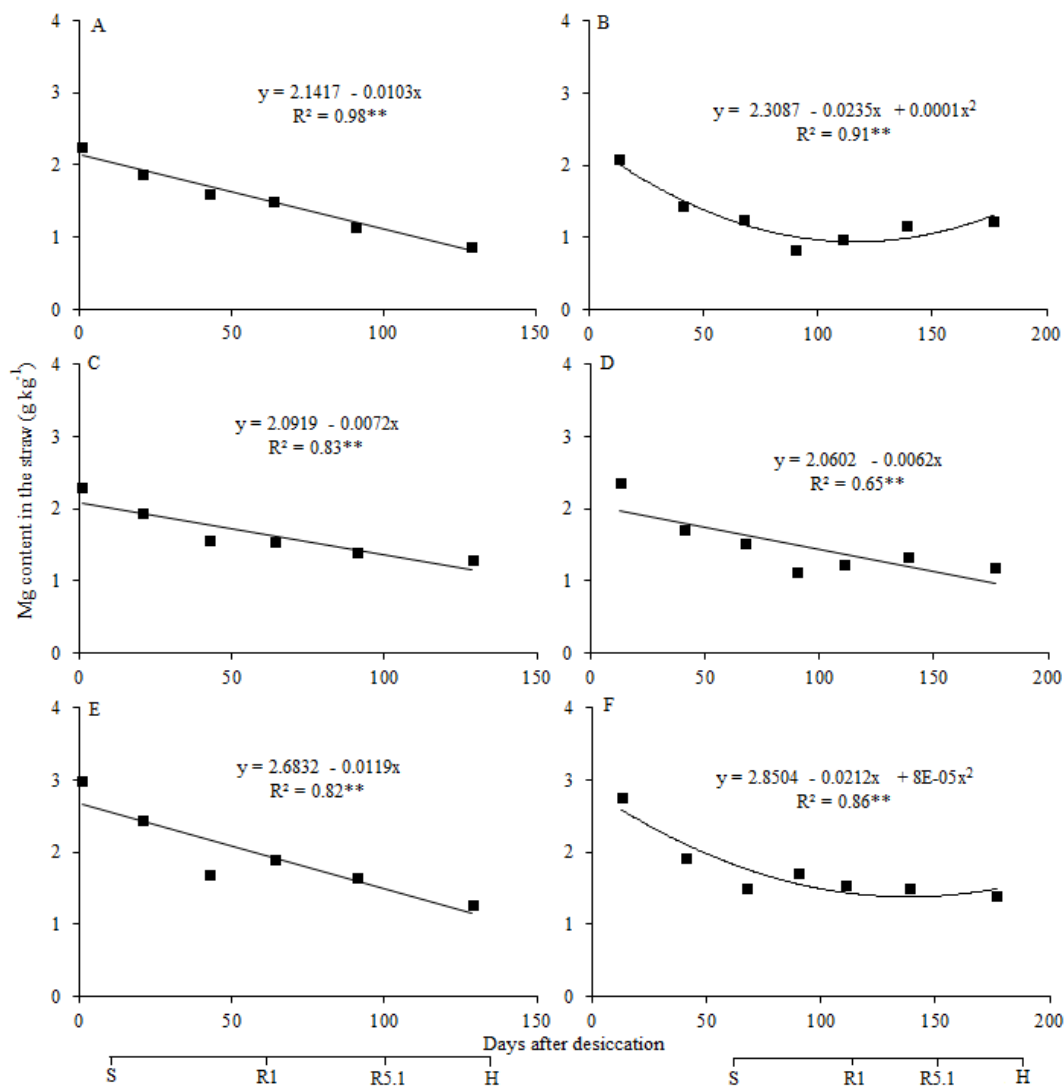 A
4
3
2
1
0
0
50
100
150
y = 2.1417 - 0.0103x
R² = 0.98**
B
4
3
2
1
0
0
50
100
150
200
y = 2.3087 - 0.0235x + 0.0001x²
R² = 0.91**
Mg content in the straw (g kg⁻¹)
C
4
3
2
1
0
0
50
100
150
y = 2.0919 - 0.0072x
R² = 0.83**
D
4
3
2
1
0
0
50
100
150
200
y = 2.0602 - 0.0062x
R² = 0.65**
E
4
3
2
1
0
0
50
100
150
y = 2.6832 - 0.0119x
R² = 0.82**
F
4
3
2
1
0
0
50
100
150
200
y = 2.8504 - 0.0212x + 8E-05x²
R² = 0.86**
Days after desiccation
S R1 R5.1 H
S R1 R5.1 H